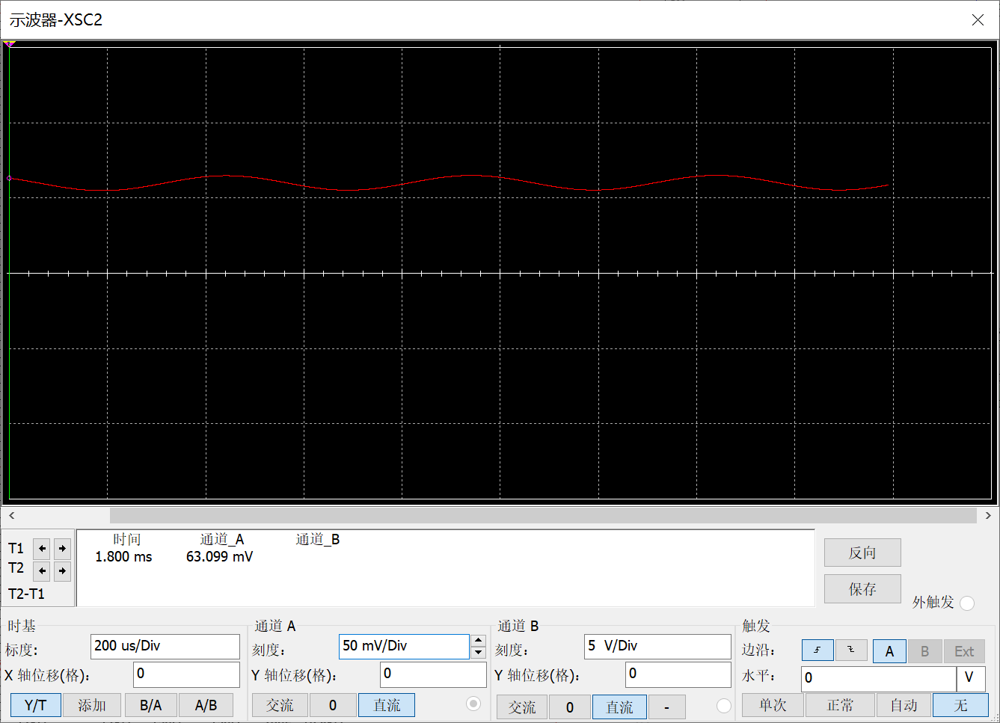 示波器-XSC2
时间 通道_A 通道_B
T1 1.800 ms 63.099 mV
T2
T2-T1
反向
保存
外触发
时基 通道 A 通道 B 触发
标度: 200 us/Div 刻度: 50 mV/Div 刻度: 5 V/Div 边沿: A B Ext
X 轴位移(格): 0 Y 轴位移(格): 0 Y 轴位移(格): 0 水平: 0 V
Y/T 添加 B/A A/B 交流 0 直流 交流 0 直流 - 单次 正常 自动 无